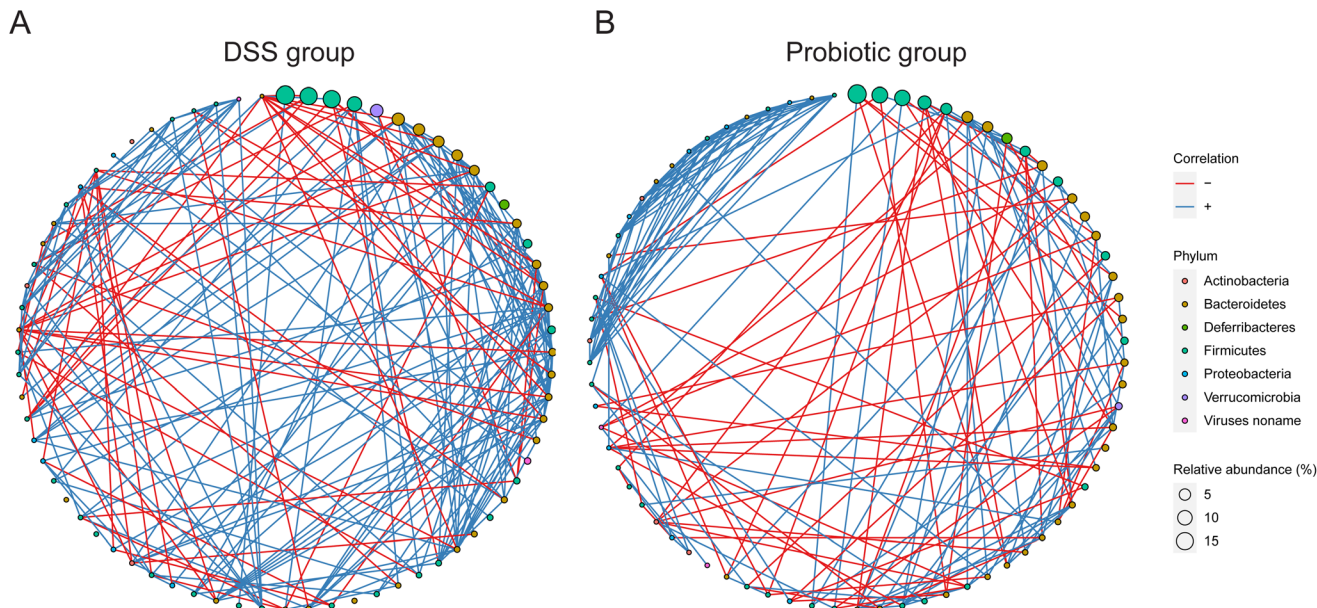 A
DSS group
B
Probiotic group
Correlation
−
+
Phylum
Actinobacteria
Bacteroidetes
Deferribacteres
Firmicutes
Proteobacteria
Verrucomicrobia
Viruses noname
Relative abundance (%)
5
10
15